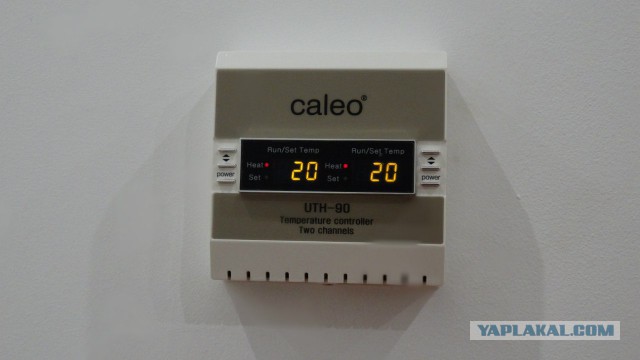 caleo®
Run/Set Temp Run/Set Temp
Heat 20 Heat 20
Set Set
power power
UTH-90
Temperature controller
Two channels
YAPLAKAL.COM